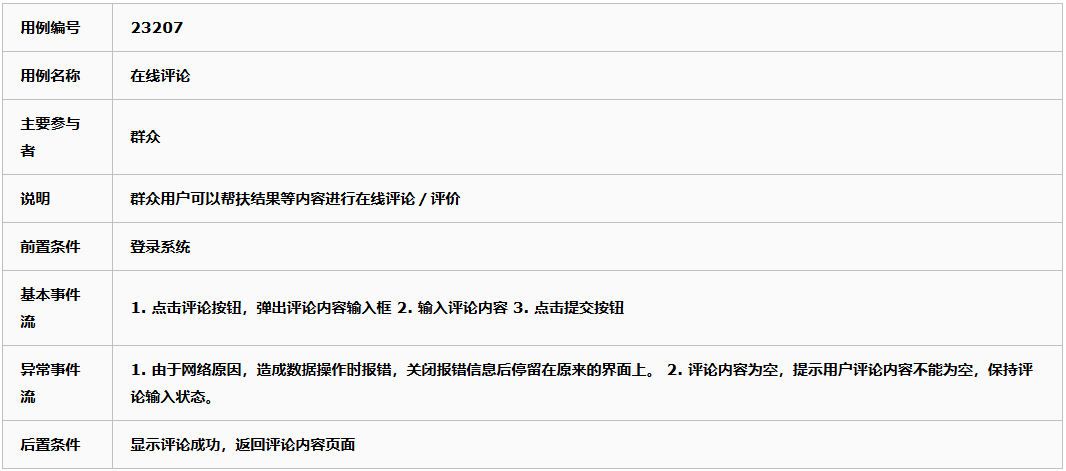 用例编号
23207
用例名称
在线评论
主要参与
者
群众
说明
群众用户可以帮扶结果等内容进行在线评论 / 评价
前置条件
登录系统
基本事件
流
1. 点击评论按钮，弹出评论内容输入框 2. 输入评论内容 3. 点击提交按钮
异常事件
流
1. 由于网络原因，造成数据操作时报错，关闭报错信息后停留在原来的界面上。 2. 评论内容为空，提示用户评论内容不能为空，保持评
论输入状态。
后置条件
显示评论成功，返回评论内容页面